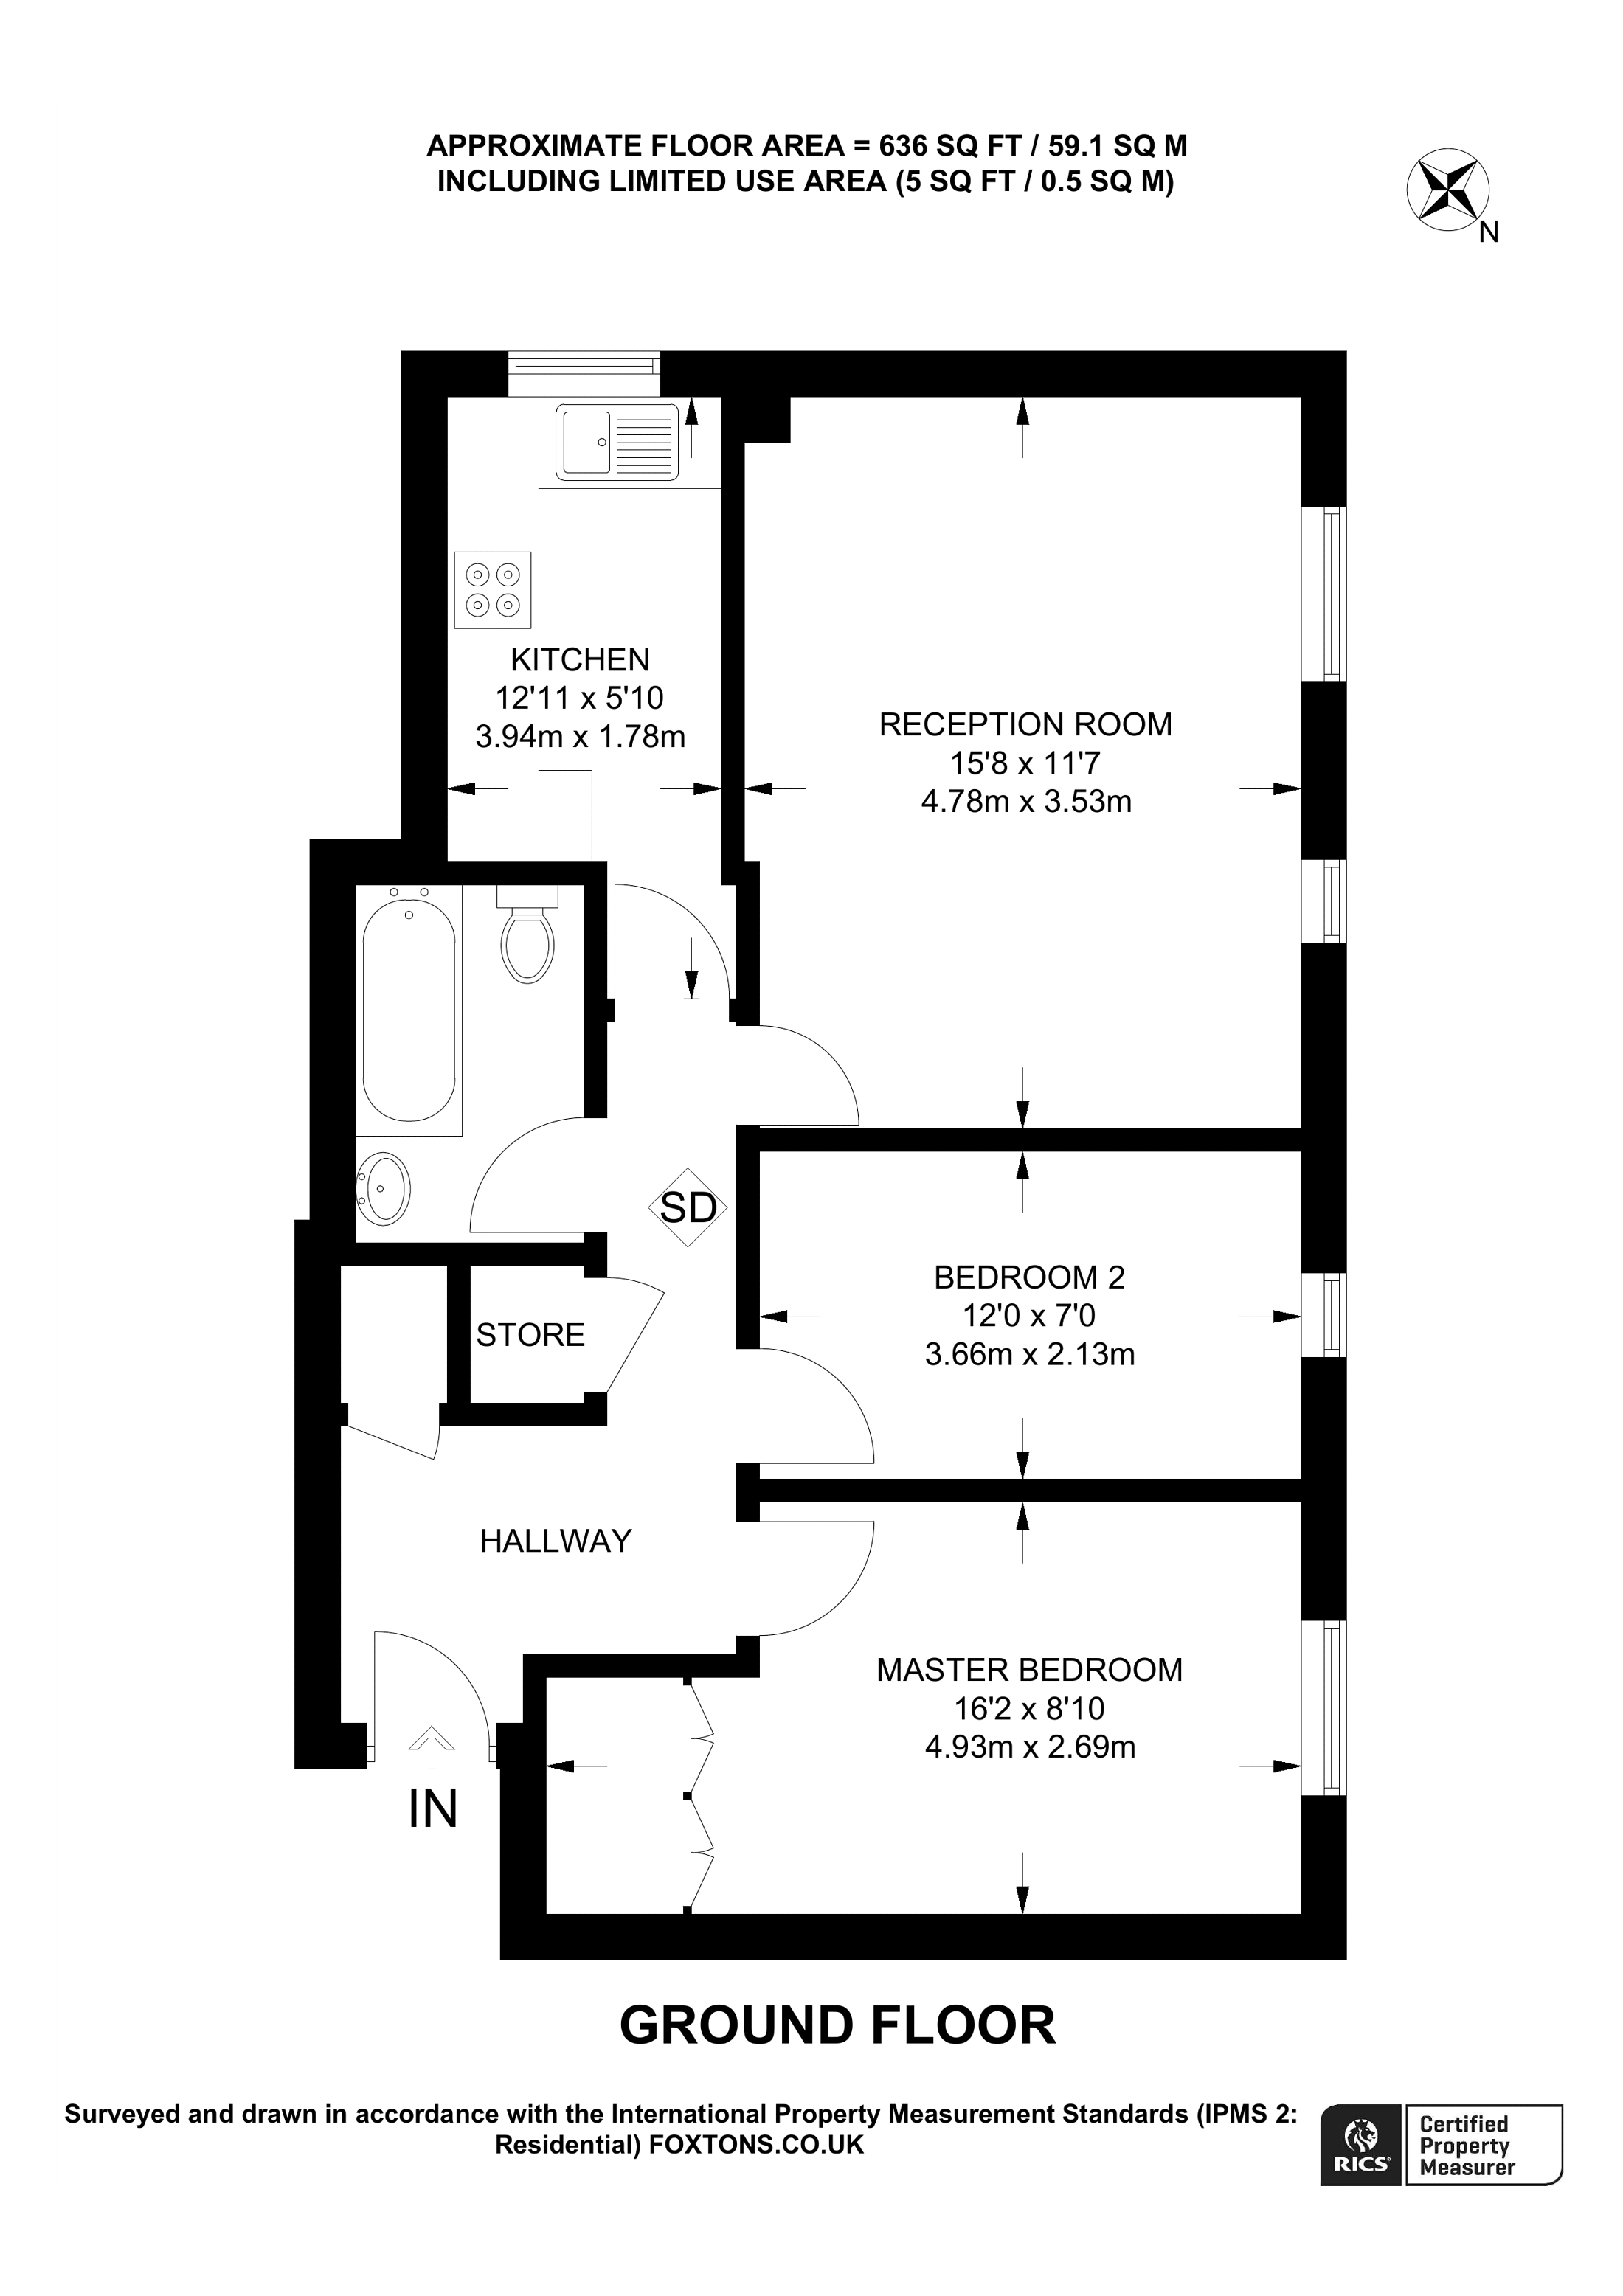 APPROXIMATE FLOOR AREA = 636 SQ FT / 59.1 SQ M
INCLUDING LIMITED USE AREA (5 SQ FT / 0.5 SQ M)
N
KITCHEN
12'11 x 5'10
3.94m x 1.78m
RECEPTION ROOM
15'8 x 11'7
4.78m x 3.53m
SD
BEDROOM 2
12'0 x 7'0
3.66m x 2.13m
STORE
HALLWAY
MASTER BEDROOM
16'2 x 8'10
4.93m x 2.69m
IN
GROUND FLOOR
Surveyed and drawn in accordance with the International Property Measurement Standards (IPMS 2:
Residential) FOXTONS.CO.UK
RICS®
Certified
Property
Measurer